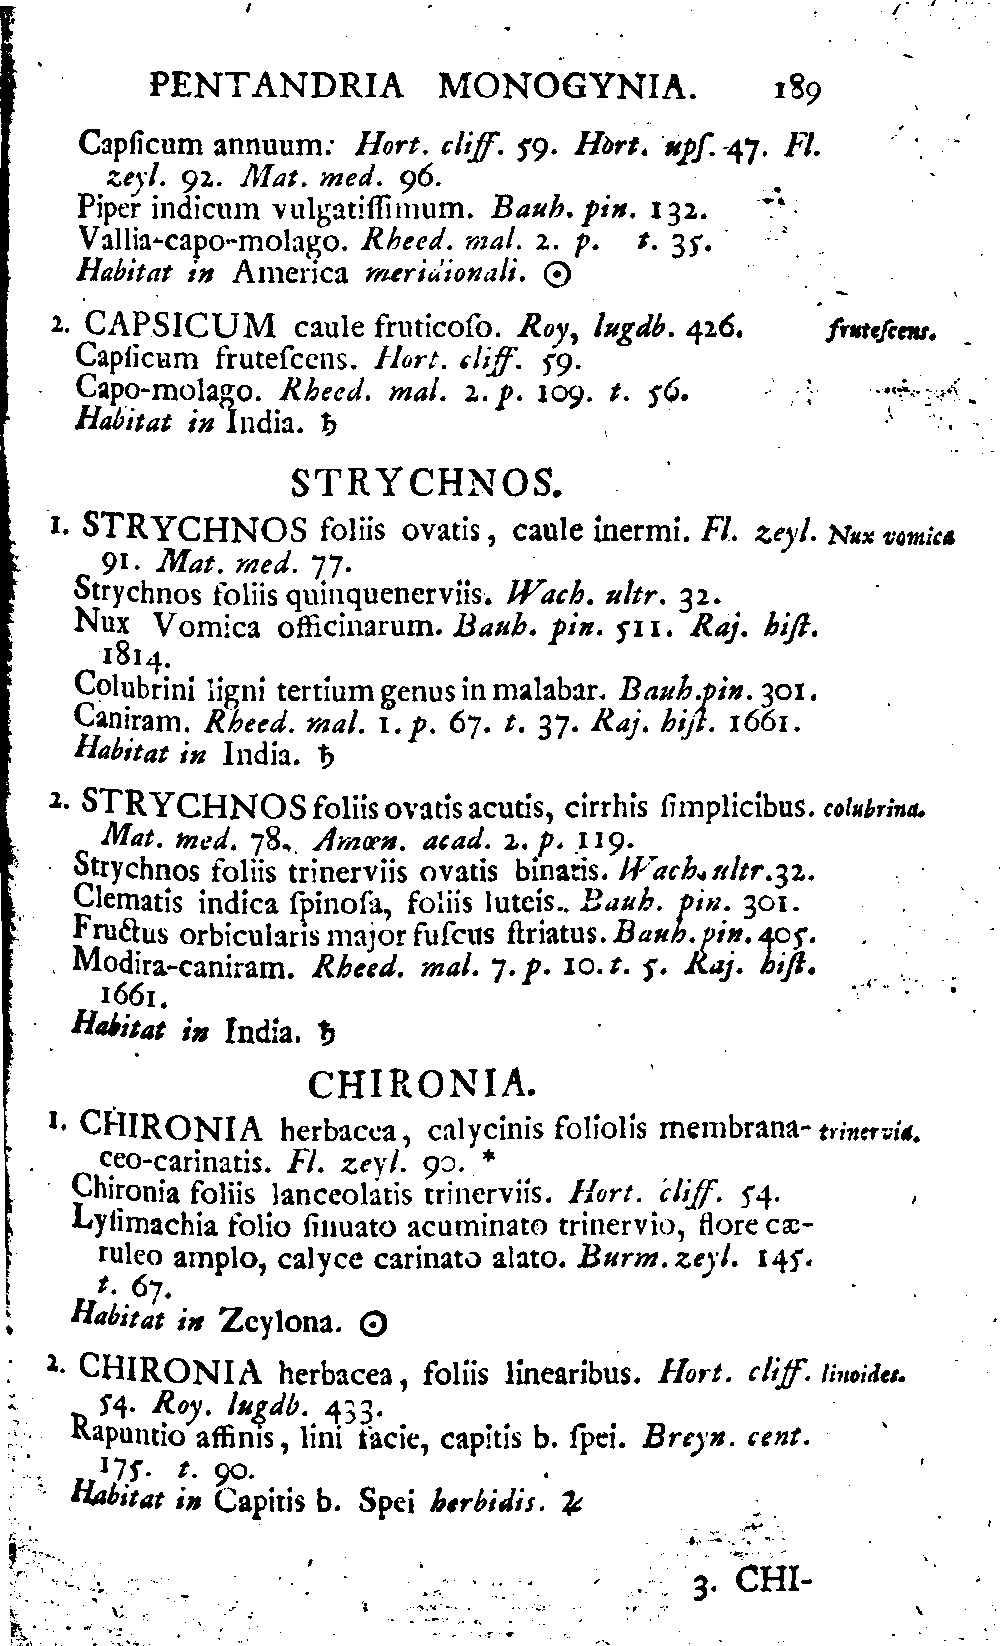 PENTANDRIA MONOGYNIA. 189
Capſicum annuum: Hort. cliff. 59. Hort. upſ. 47. Fl.
zeyl. 92. Mat. med. 96.
Piper indicum vulgatiſſimum. Bauh. pin. 132.
Vallia-capo-molago. Rheed. mal. 2. p. t. 35.
Habitat in America meridionali. ☉
2. CAPSICUM caule fruticoſo. Roy, lugdb. 426. fruteſcens.
Capſicum fruteſcens. Hort. cliff. 59.
Capo-molago. Rheed. mal. 2. p. 109. t. 56.
Habitat in India. ♄
STRYCHNOS.
1. STRYCHNOS foliis ovatis, caule inermi. Fl. zeyl. Nux vomica
91. Mat. med. 77.
Strychnos foliis quinquenerviis. Wach. ultr. 32.
Nux Vomica officinarum. Bauh. pin. 511. Raj. hiſt.
1814.
Colubrini ligni tertium genus in malabar. Bauh. pin. 301.
Caniram. Rheed. mal. 1. p. 67. t. 37. Raj. hiſt. 1661.
Habitat in India. ♄
2. STRYCHNOS foliis ovatis acutis, cirrhis ſimplicibus. colubrina.
Mat. med. 78. Amœn. acad. 2. p. 119.
Strychnos foliis trinerviis ovatis binatis. Wach. ultr. 32.
Clematis indica ſpinoſa, foliis luteis. Bauh. pin. 301.
Fructus orbicularis major fuſcus ſtriatus. Bauh. pin. 405.
Modira-caniram. Rheed. mal. 7. p. 10. t. 5. Raj. hiſt.
1661.
Habitat in India. ♄
CHIRONIA.
1. CHIRONIA herbacea, calycinis foliolis membrana- trinervia.
ceo-carinatis. Fl. zeyl. 90. *
Chironia foliis lanceolatis trinerviis. Hort. cliff. 54.
Lyſimachia folio ſinuato acuminato trinervio, flore cæ-
ruleo amplo, calyce carinato alato. Burm. zeyl. 145.
t. 67.
Habitat in Zeylona. ☉
2. CHIRONIA herbacea, foliis linearibus. Hort. cliff. linoides.
54. Roy. lugdb. 433.
Rapuntio affinis, lini facie, capitis b. ſpei. Breyn. cent.
175. t. 90.
Habitat in Capitis b. Spei herbidis. ♃
3. CHI-